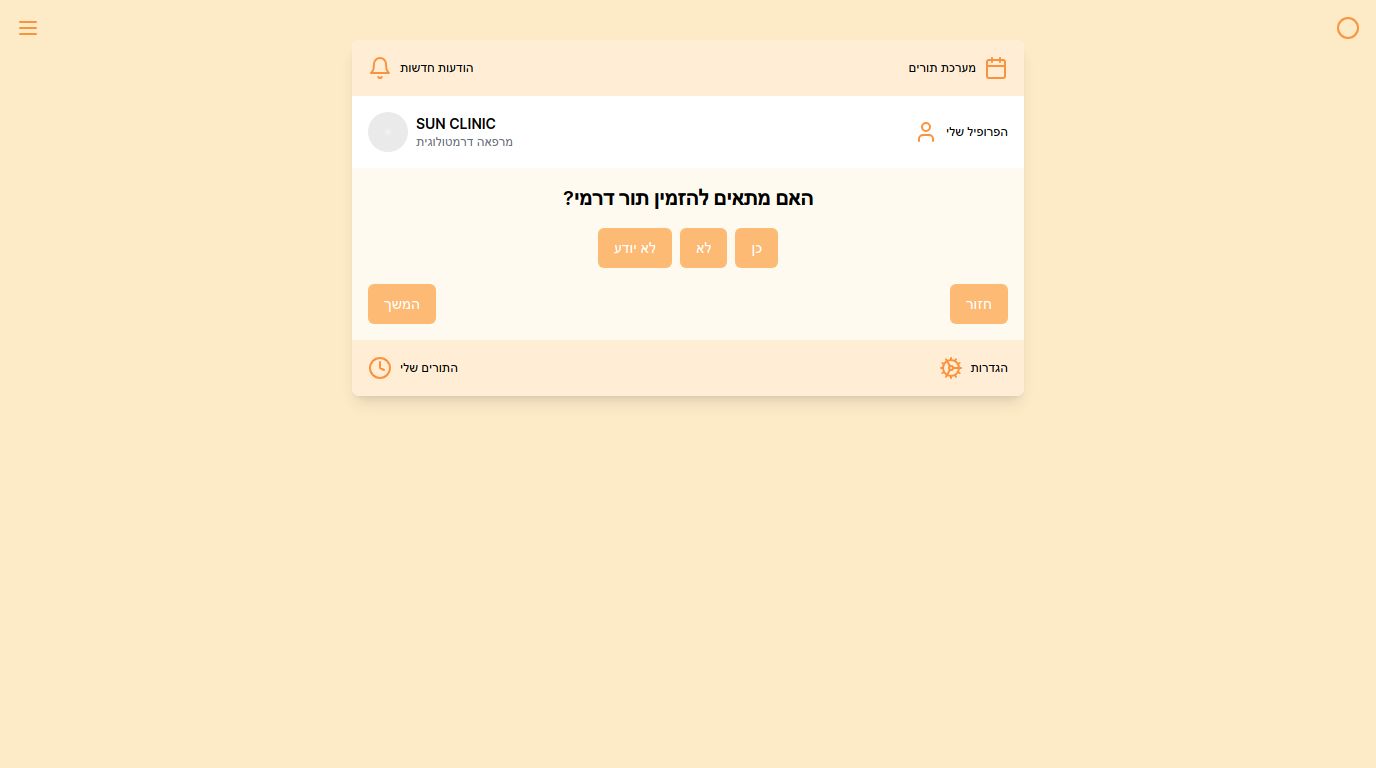 מערכת תורים
הודעות חדשות
הפרופיל שלי
SUN CLINIC
מרפאה דרמטולוגית
האם מתאים להזמין תור דרמי?
כן
לא
לא יודע
חזור
המשך
הגדרות
התורים שלי